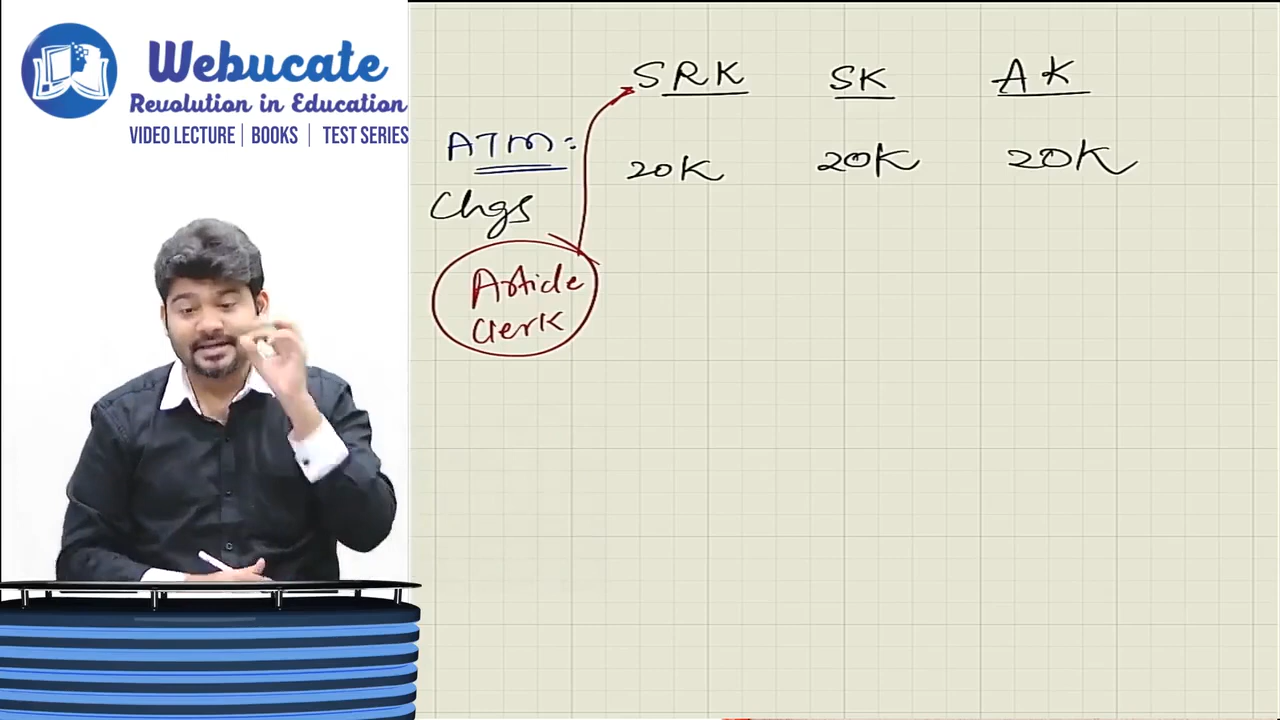 Webucate
Revolution in Education
VIDEO LECTURE | BOOKS | TEST SERIES
SRK SK AK
ATM: 20K 20K 20K
Chgs
Article
Clerk